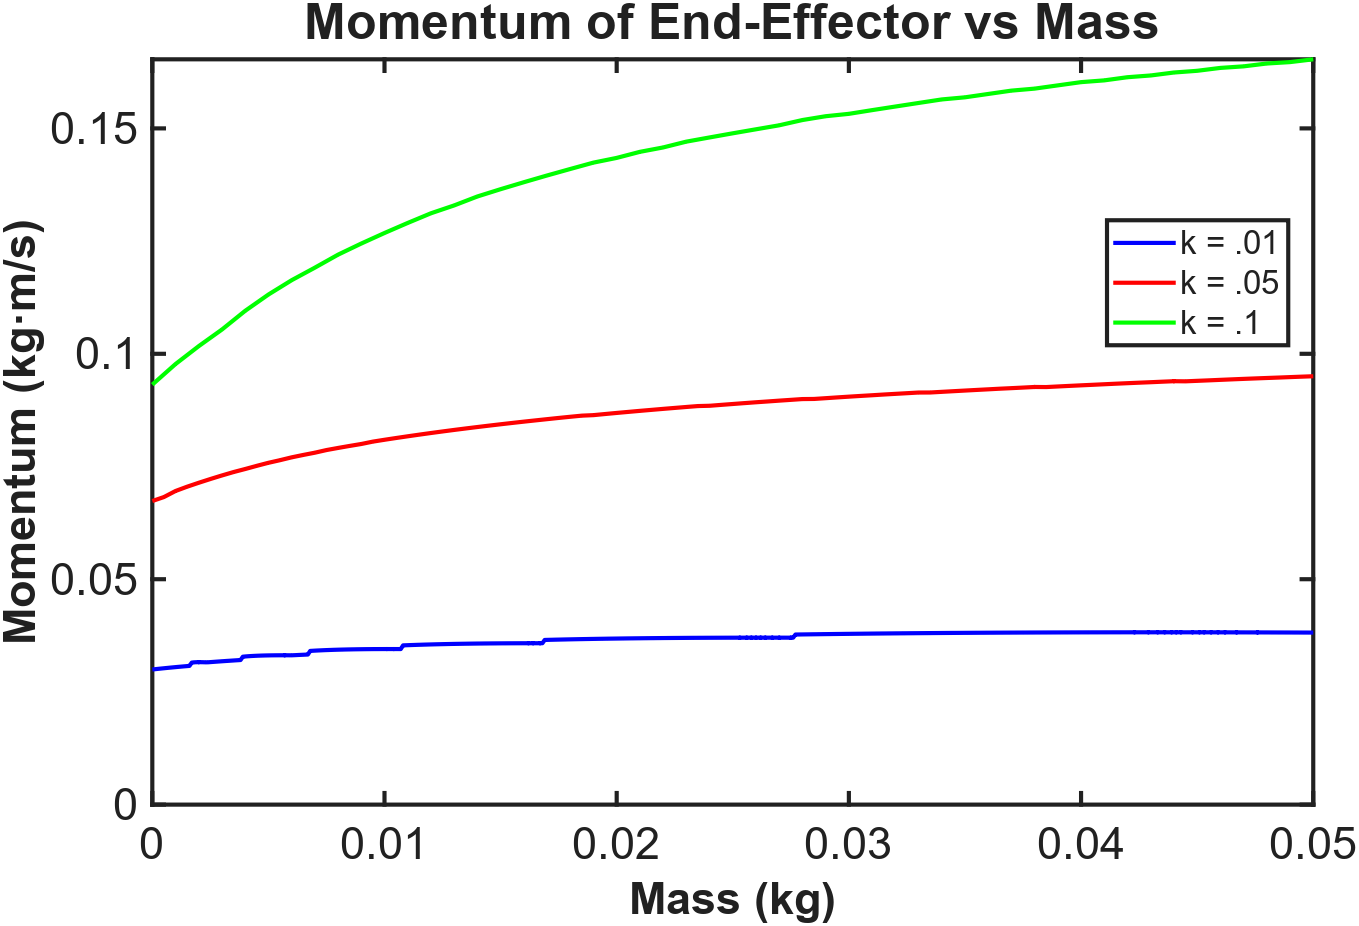 Momentum of End-Effector vs Mass
Momentum (kg·m/s)
0.15
0.1
0.05
0
k = .01
k = .05
k = .1
0 0.01 0.02 0.03 0.04 0.05
Mass (kg)